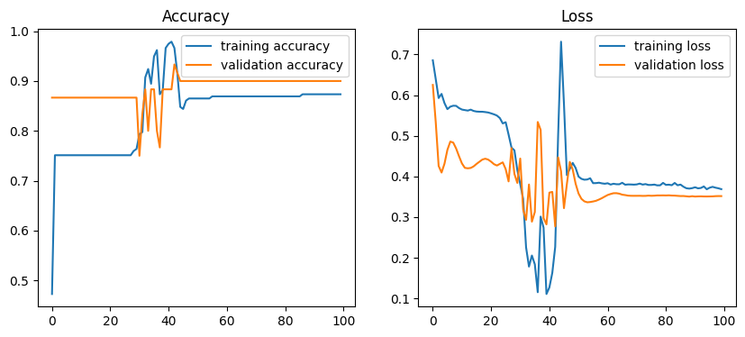 Accuracy
1.0
0.9
0.8
0.7
0.6
0.5
training accuracy
validation accuracy
0 20 40 60 80 100
Loss
0.7
0.6
0.5
0.4
0.3
0.2
0.1
training loss
validation loss
0 20 40 60 80 100